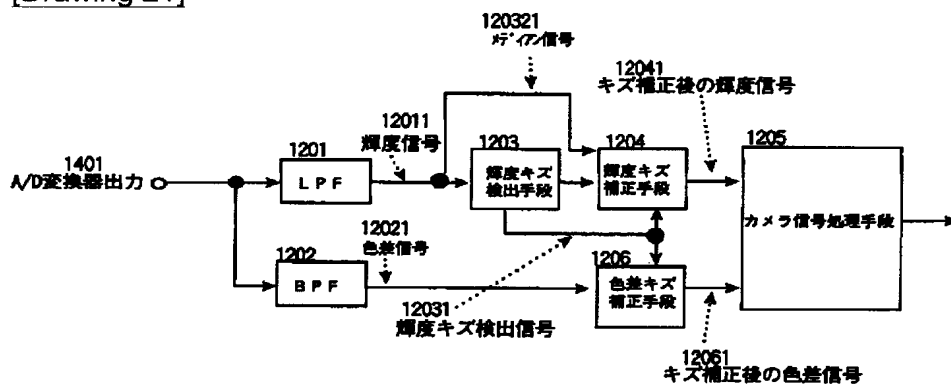 [Drawing 21]
120321
メディアン信号
12041
キズ補正後の輝度信号
12011
輝度信号
1401
A/D変換器出力
1201
LPF
1203
輝度キズ
検出手段
1204
輝度キズ
補正手段
1205
カメラ信号処理手段
12021
色差信号
1202
BPF
1206
色差キズ
補正手段
12031
輝度キズ検出信号
12061
キズ補正後の色差信号